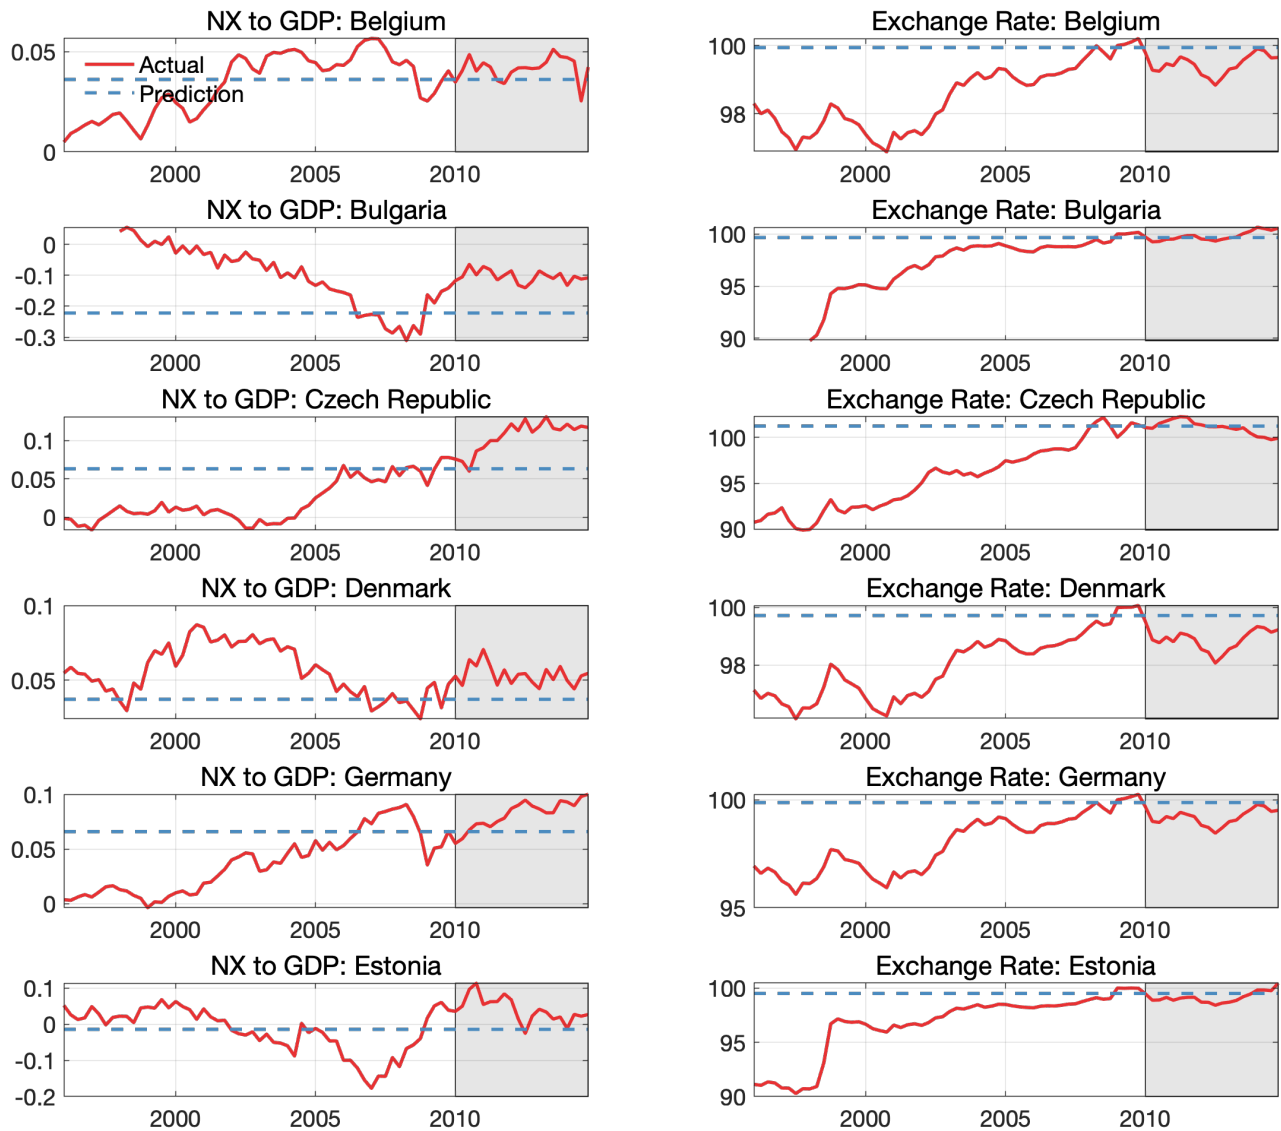 NX to GDP: Belgium
0.05
0
Actual
Prediction
2000 2005 2010
Exchange Rate: Belgium
100
98
2000 2005 2010
NX to GDP: Bulgaria
0
-0.1
-0.2
-0.3
2000 2005 2010
Exchange Rate: Bulgaria
100
95
90
2000 2005 2010
NX to GDP: Czech Republic
0.1
0.05
0
2000 2005 2010
Exchange Rate: Czech Republic
100
95
90
2000 2005 2010
NX to GDP: Denmark
0.1
0.05
2000 2005 2010
Exchange Rate: Denmark
100
98
2000 2005 2010
NX to GDP: Germany
0.1
0.05
0
2000 2005 2010
Exchange Rate: Germany
100
95
2000 2005 2010
NX to GDP: Estonia
0.1
0
-0.1
-0.2
2000 2005 2010
Exchange Rate: Estonia
100
95
90
2000 2005 2010